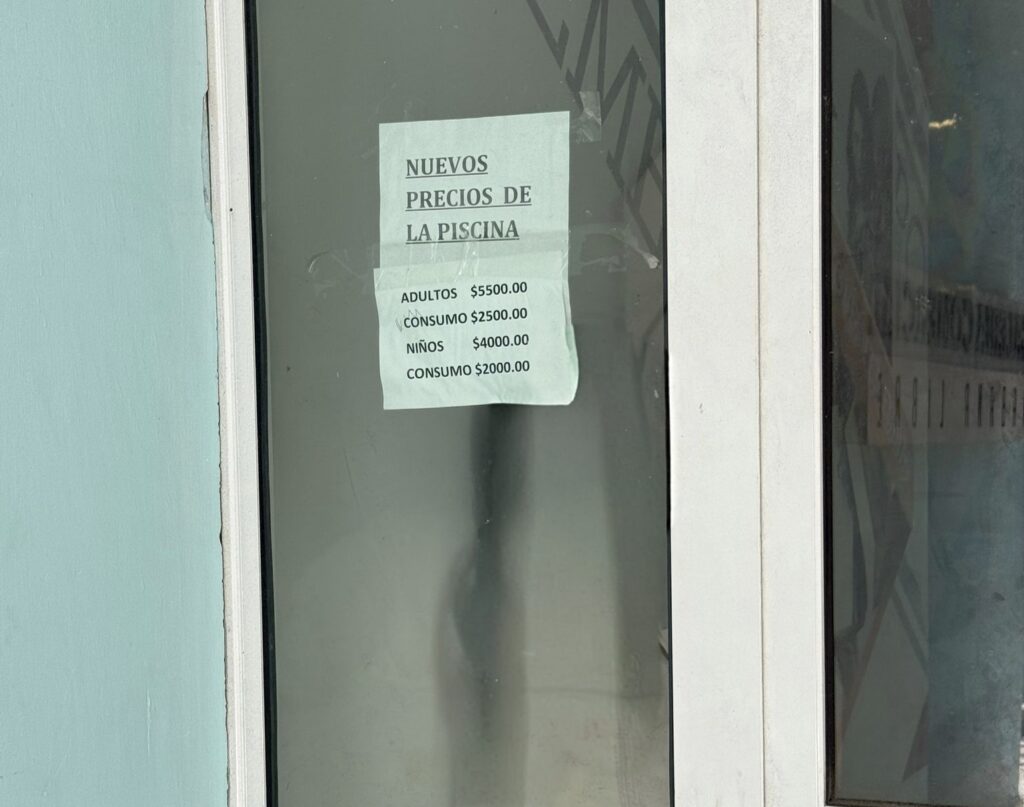 NUEVOS
PRECIOS DE
LA PISCINA
ADULTOS $5500.00
CONSUMO $2500.00
NIÑOS $4000.00
CONSUMO $2000.00